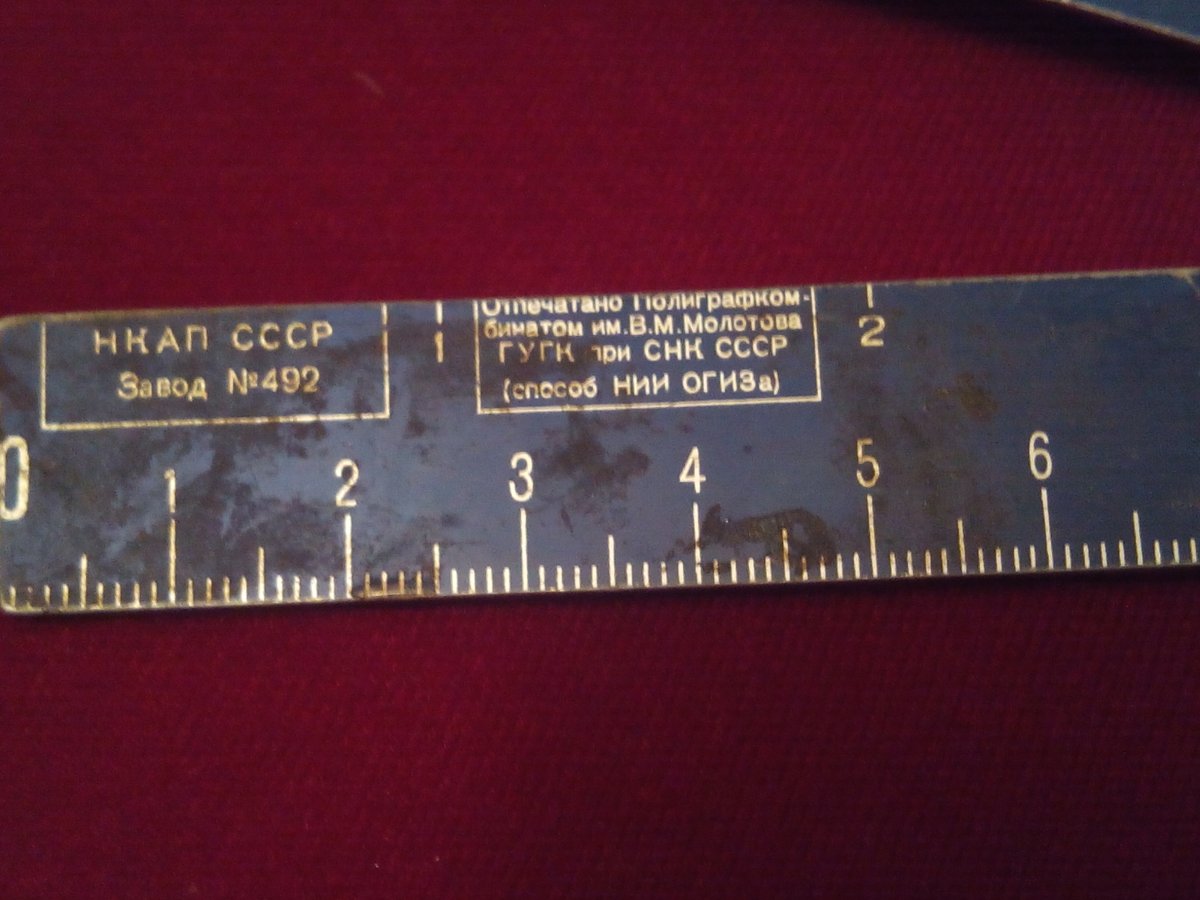 НКАП СССР
Завод №492
Отпечатано Полиграфком-
бинатом им.В.М.Молотова
ГУГК при СНК СССР
(способ НИИ ОГИЗа)
1 2
0 1 2 3 4 5 6